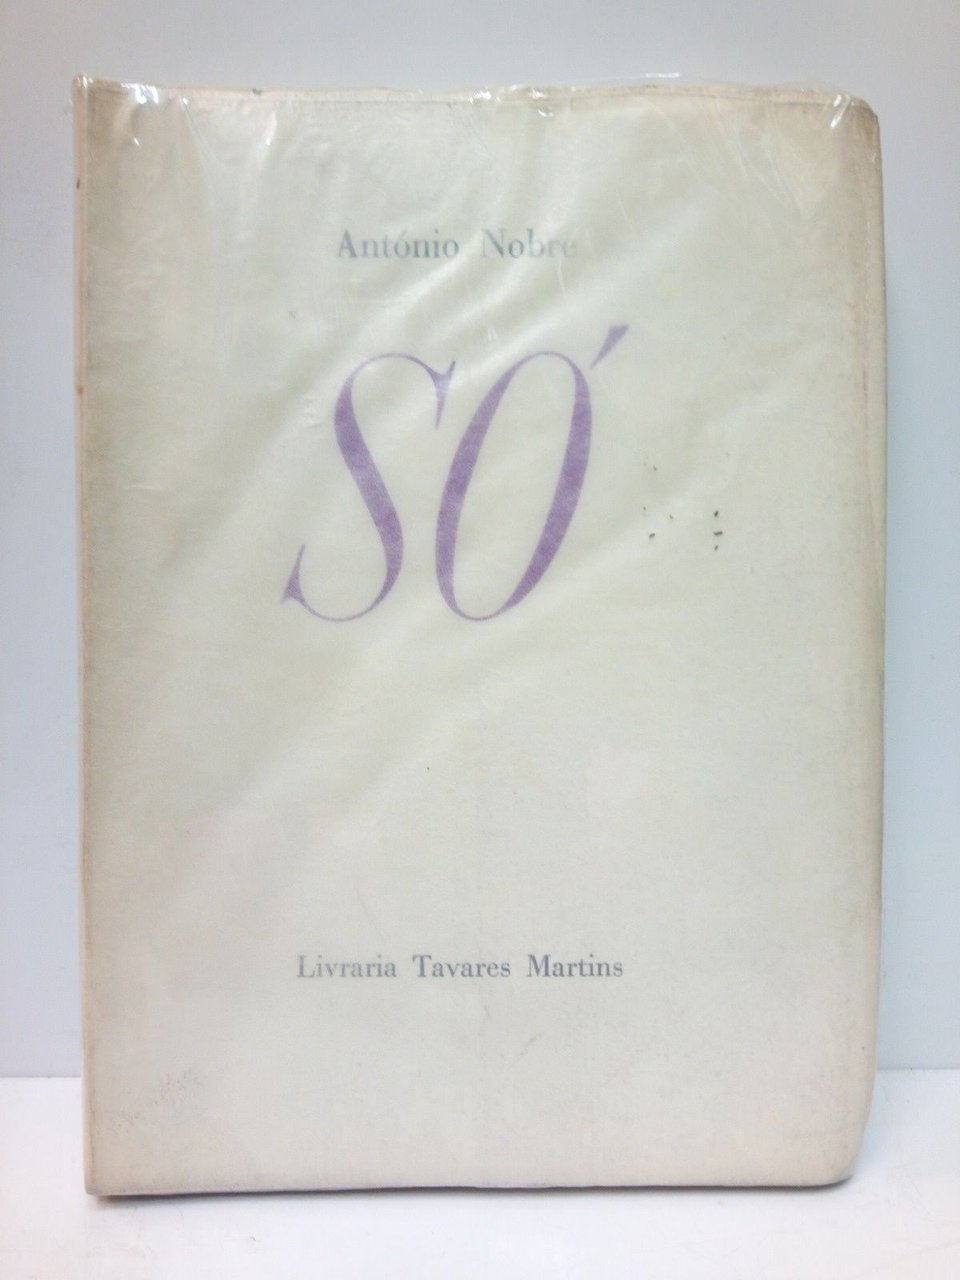 António Nobre
SÓ
Livraria Tavares Martins